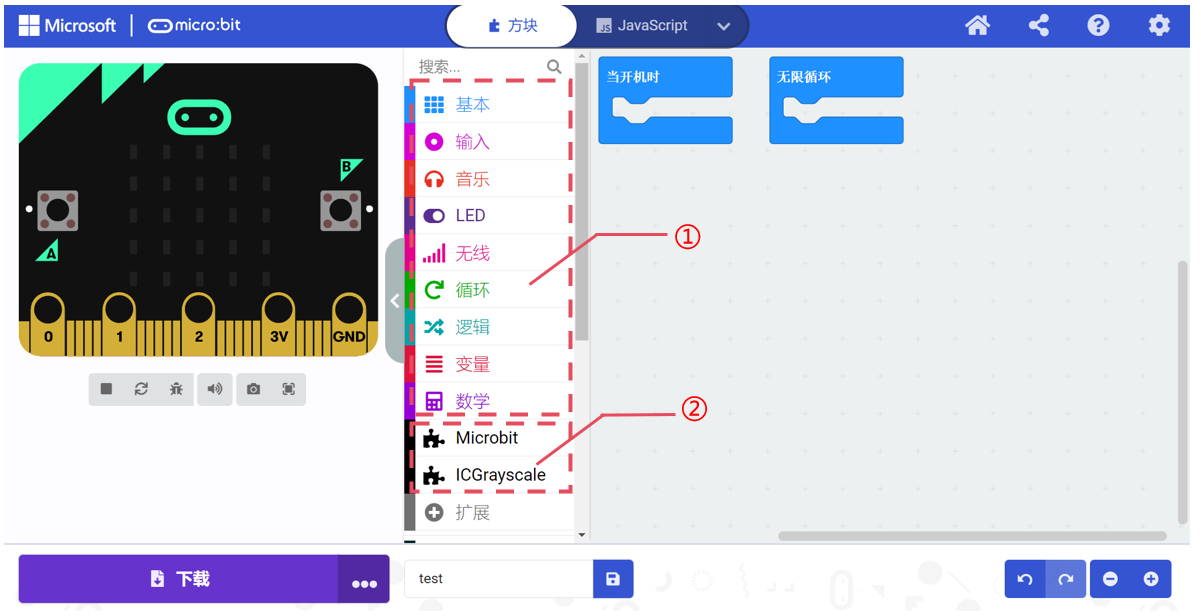 Microsoft micro:bit 方块 JavaScript
搜索...
基本
输入
音乐
LED
无线
循环
逻辑
变量
数学
Microbit
ICGrayscale
扩展
当开机时
无限循环
①
②
B
A
0 1 2 3V GND
下载
test